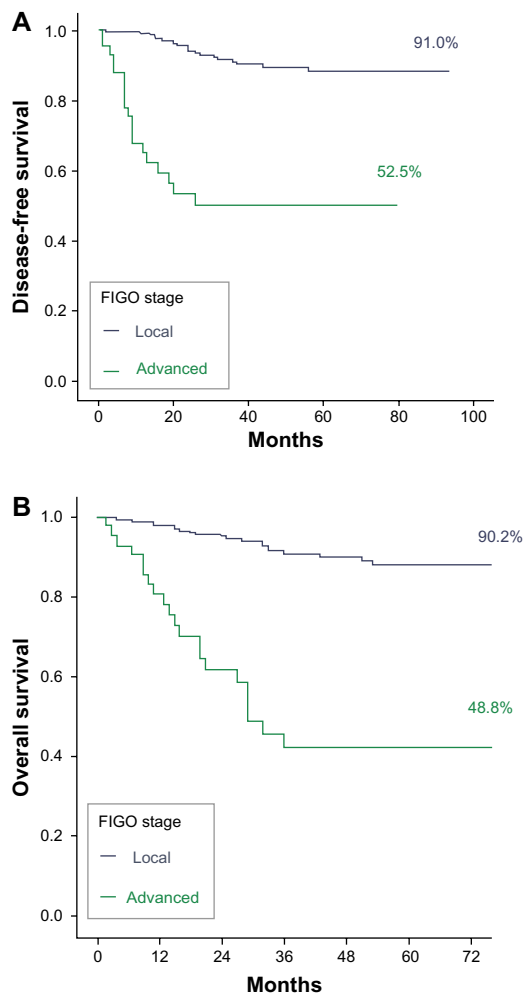 A
1.0
0.8
0.6
0.4
0.2
0.0
Disease-free survival
91.0%
52.5%
FIGO stage
Local
Advanced
0 20 40 60 80 100
Months
B
1.0
0.8
0.6
0.4
0.2
0.0
Overall survival
90.2%
48.8%
FIGO stage
Local
Advanced
0 12 24 36 48 60 72
Months